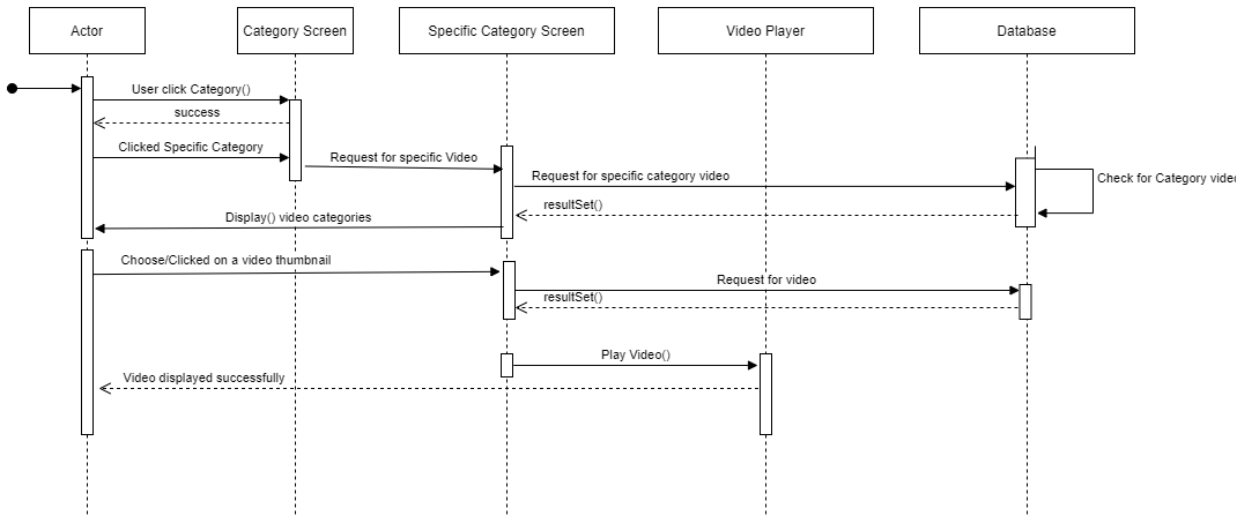 Actor
Category Screen
Specific Category Screen
Video Player
Database
User click Category()
success
Clicked Specific Category
Request for specific Video
Request for specific category video
Check for Category video
resultSet()
Display() video categories
Choose/Clicked on a video thumbnail
Request for video
resultSet()
Play Video()
Video displayed successfully